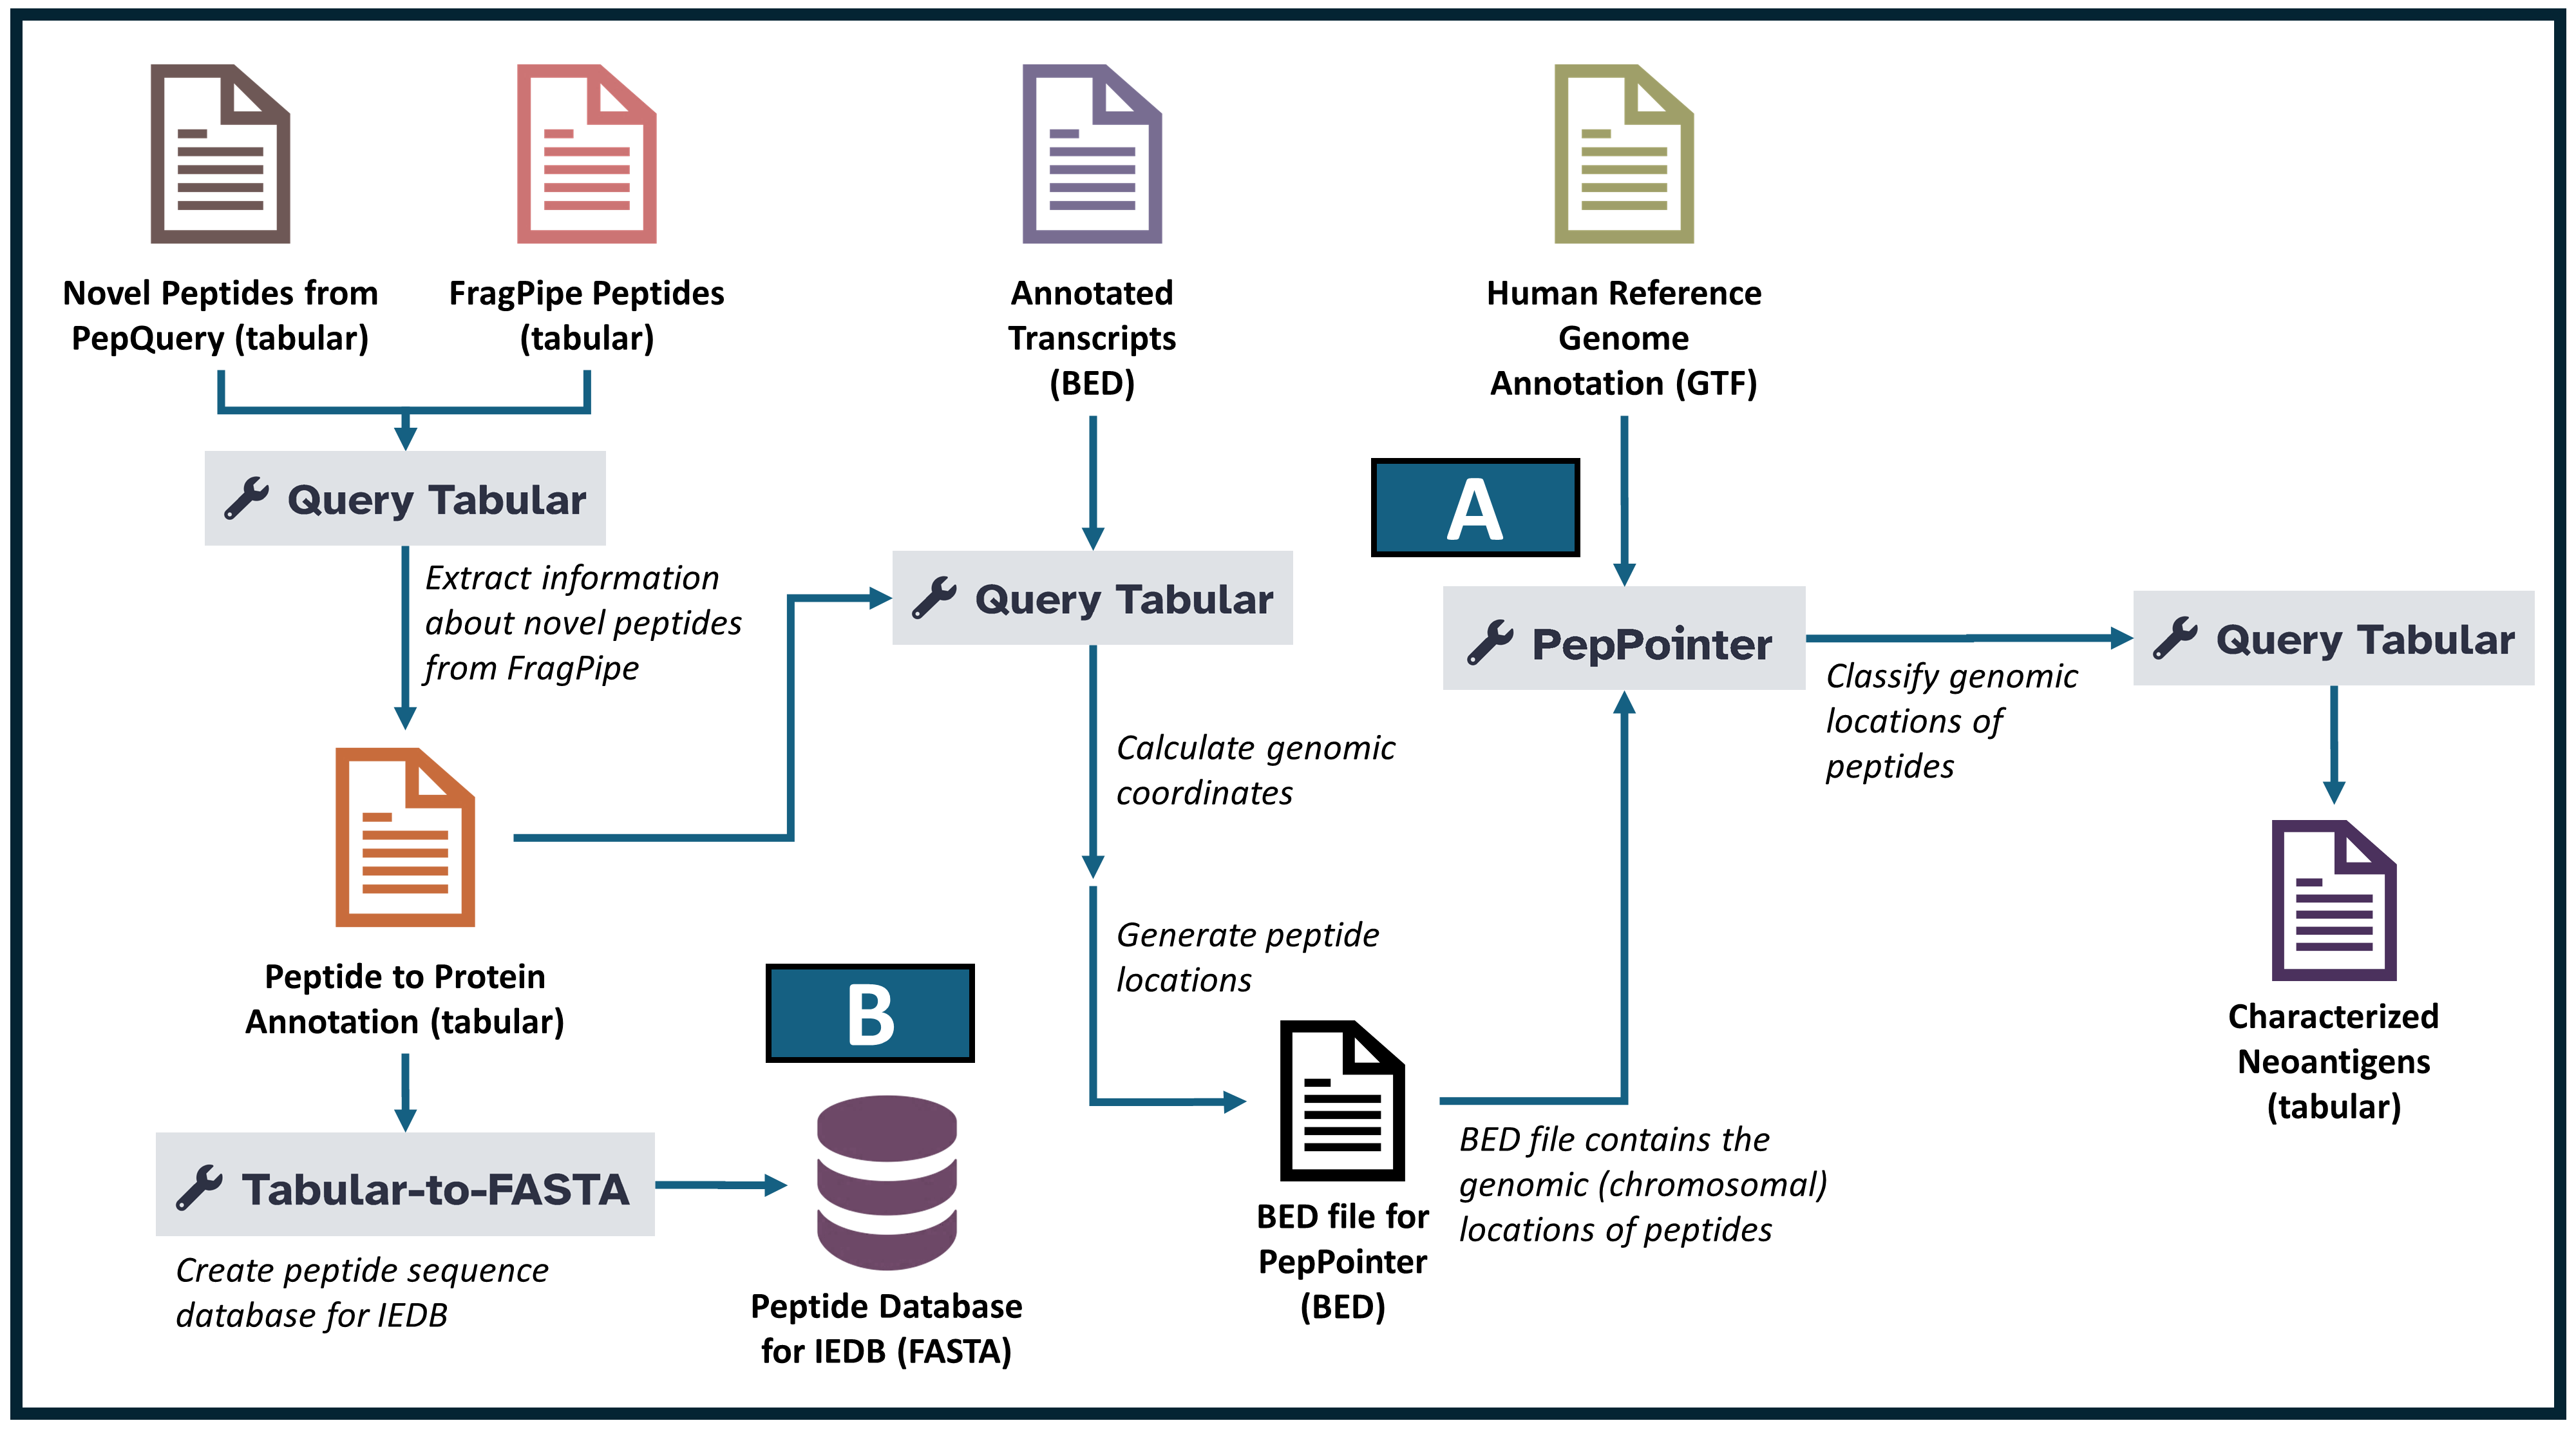 Novel Peptides from
PepQuery (tabular)
FragPipe Peptides
(tabular)
Annotated
Transcripts
(BED)
Human Reference
Genome
Annotation (GTF)
Query Tabular
Extract information
about novel peptides
from FragPipe
Query Tabular
A
PepPointer
Query Tabular
Classify genomic
locations of
peptides
Calculate genomic
coordinates
Generate peptide
locations
Peptide to Protein
Annotation (tabular)
B
Characterized
Neoantigens
(tabular)
Tabular-to-FASTA
Create peptide sequence
database for IEDB
Peptide Database
for IEDB (FASTA)
BED file for
PepPointer
(BED)
BED file contains the
genomic (chromosomal)
locations of peptides